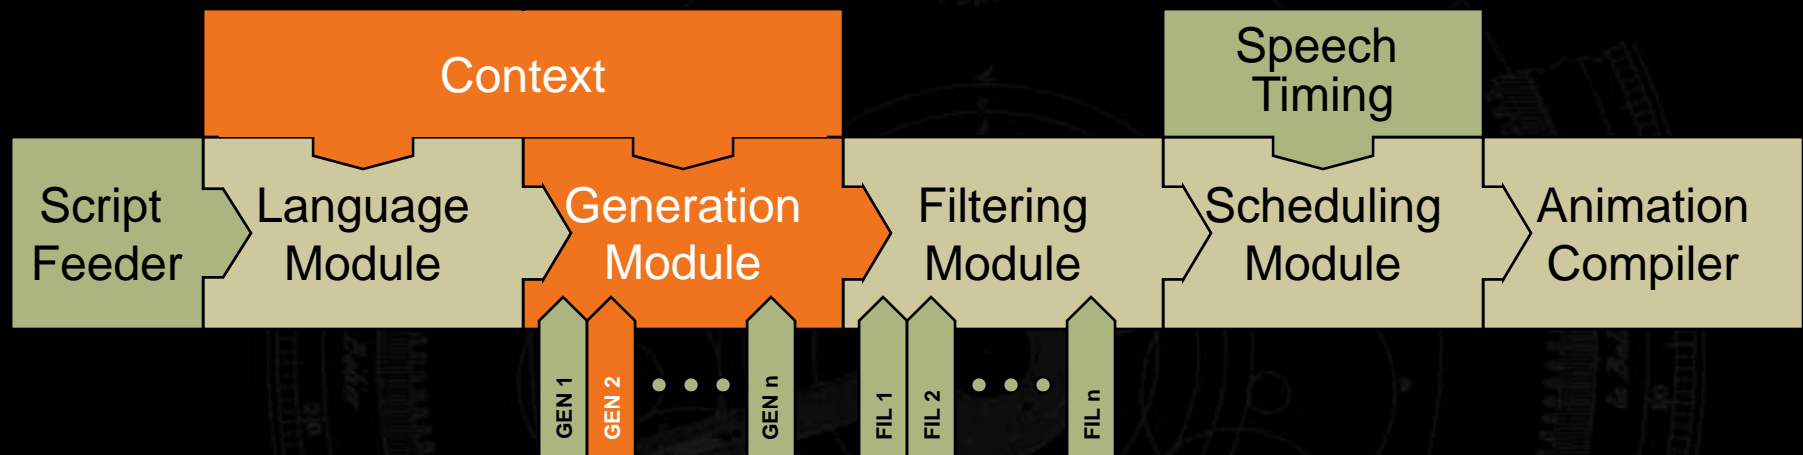 Context
Speech
Timing
Script
Feeder
Language
Module
Generation
Module
Filtering
Module
Scheduling
Module
Animation
Compiler
GEN 1
GEN 2
GEN n
FIL 1
FIL 2
FIL n